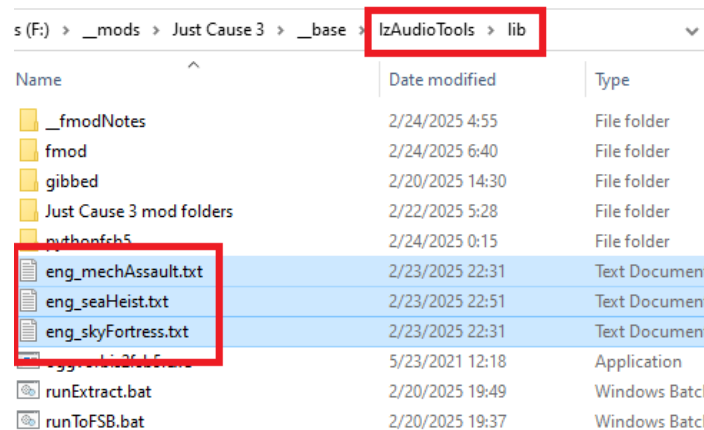 s (F:) > __mods > Just Cause 3 > __base > IzAudioTools > lib
Name Date modified Type
__fmodNotes 2/24/2025 4:55 File folder
fmod 2/24/2025 6:40 File folder
gibbed 2/20/2025 14:30 File folder
Just Cause 3 mod folders 2/22/2025 5:28 File folder
pythonfsb5 2/24/2025 0:15 File folder
eng_mechAssault.txt 2/23/2025 22:31 Text Documen
eng_seaHeist.txt 2/23/2025 22:51 Text Documen
eng_skyFortress.txt 2/23/2025 22:31 Text Documen
5/23/2021 12:18 Application
runExtract.bat 2/20/2025 19:49 Windows Batc
runToFSB.bat 2/20/2025 19:37 Windows Batc